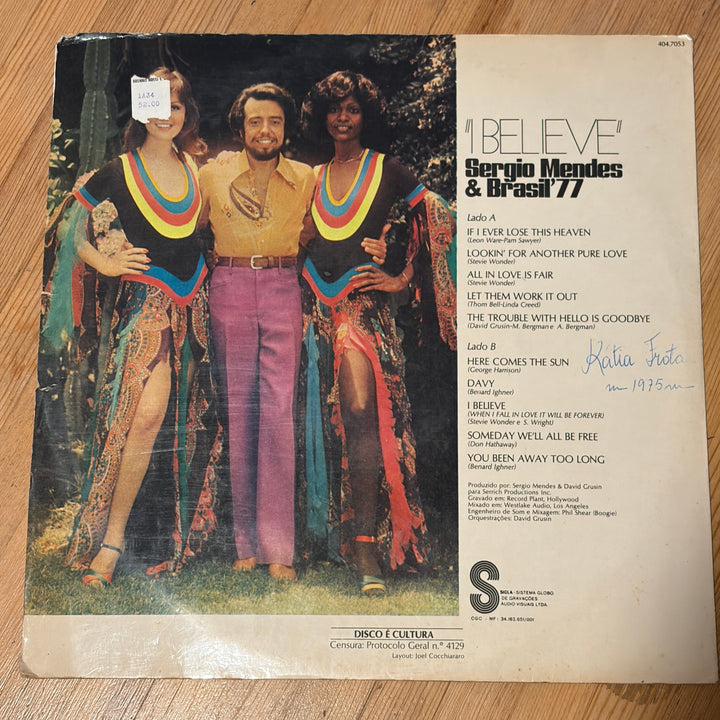 404.7053
1A34
52.00
"I BELIEVE"
Sergio Mendes
& Brasil '77
Lado A
IF I EVER LOSE THIS HEAVEN
(Leon Ware-Pam Sawyer)
LOOKIN' FOR ANOTHER PURE LOVE
(Stevie Wonder)
ALL IN LOVE IS FAIR
(Stevie Wonder)
LET THEM WORK IT OUT
(Thom Bell-Linda Creed)
THE TROUBLE WITH HELLO IS GOODBYE
(David Grusin-M. Bergman e A. Bergman)
Lado B
HERE COMES THE SUN
(George Harrison)
DAVY
(Benard Ighner)
I BELIEVE
(WHEN I FALL IN LOVE IT WILL BE FOREVER)
(Stevie Wonder e S. Wright)
SOMEDAY WE'LL ALL BE FREE
(Don Hathaway)
YOU BEEN AWAY TOO LONG
(Benard Ighner)
Kátia Frota
1975
Produzido por: Sergio Mendes & David Grusin
para Serrich Productions Inc.
Gravado em: Record Plant, Hollywood
Mixado em: Westlake Audio, Los Angeles
Engenheiro de Som e Mixagem: Phil Shear (Boogie)
Orquestrações: David Grusin
SIGLA - SISTEMA GLOBO
DE GRAVAÇÕES
AUDIO VISUAIS LTDA.
CGC - MF : 34.162.651/001
DISCO É CULTURA
Censura: Protocolo Geral n.º 4129
Layout: Joel Cocchiararo